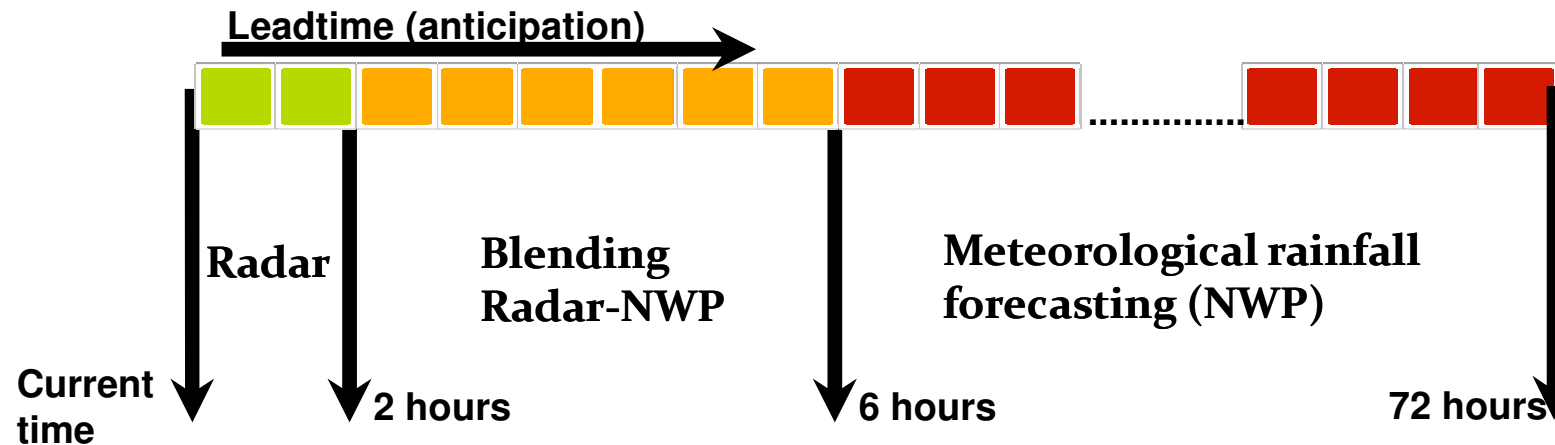 Leadtime (anticipation)
...............
Radar
Blending
Radar-NWP
Meteorological rainfall
forecasting (NWP)
Current
time
2 hours
6 hours
72 hours